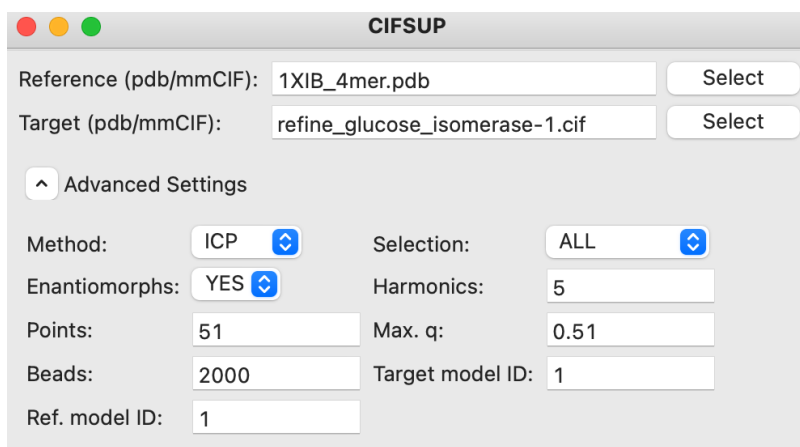 CIFSUP
Reference (pdb/mmCIF): 1XIB_4mer.pdb Select
Target (pdb/mmCIF): refine_glucose_isomerase-1.cif Select
Advanced Settings
Method: ICP Selection: ALL
Enantiomorphs: YES Harmonics: 5
Points: 51 Max. q: 0.51
Beads: 2000 Target model ID: 1
Ref. model ID: 1